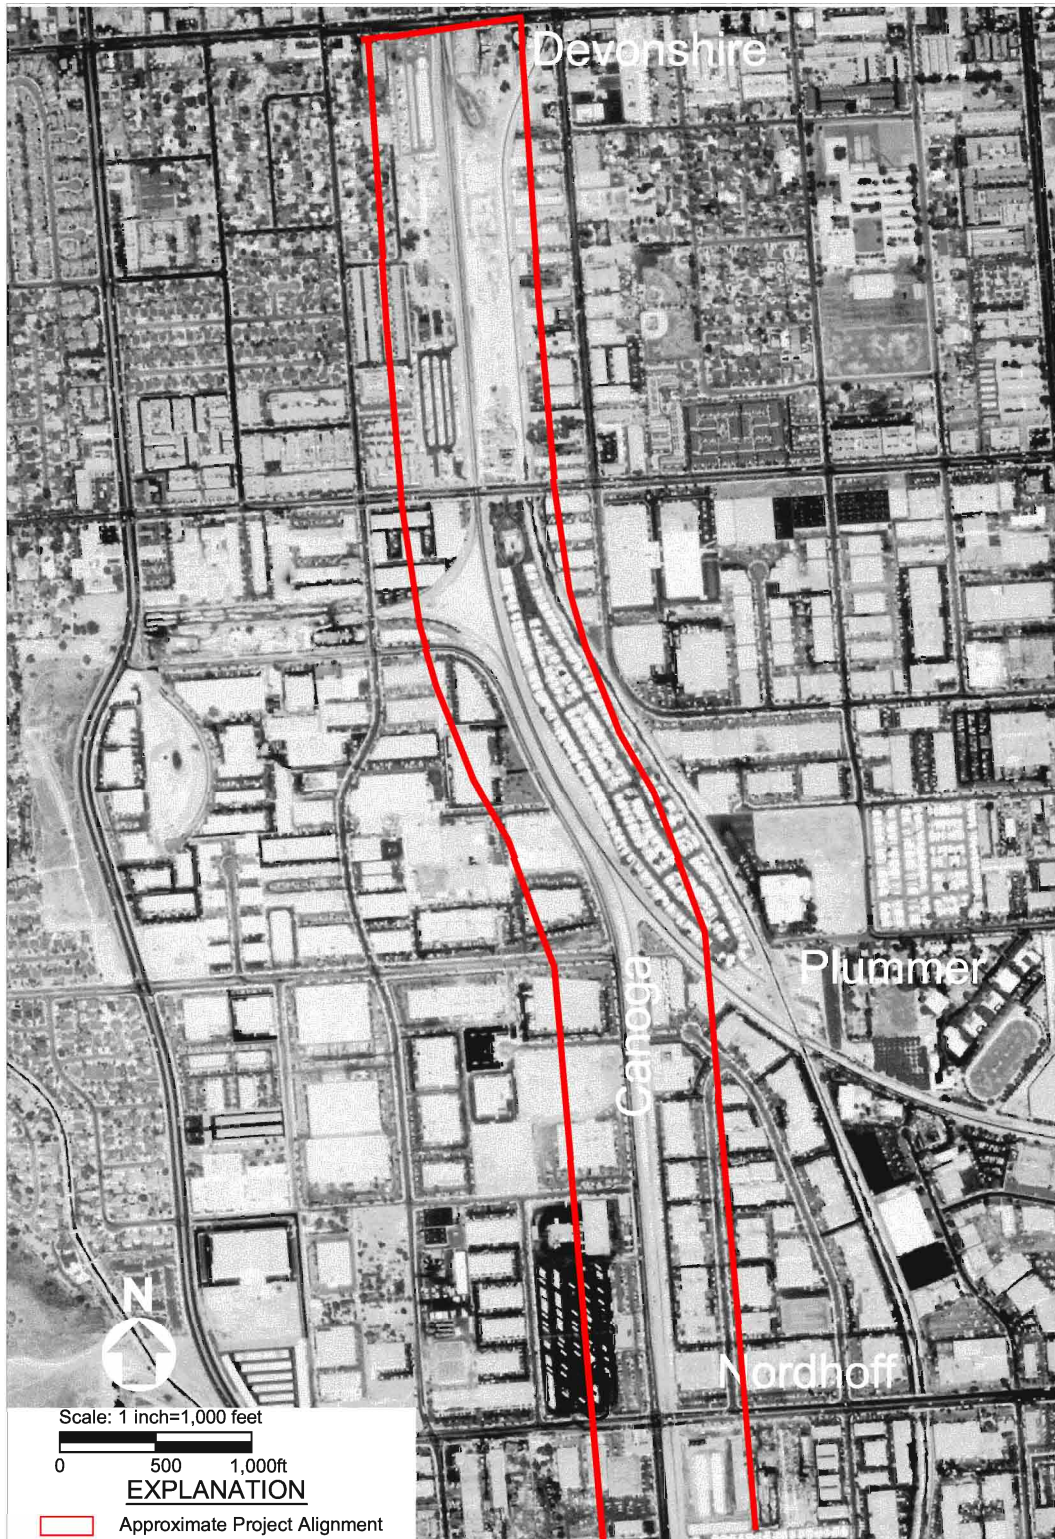 Devonshire
Plummer
Canoga
Nordhoff
N
Scale: 1 inch=1,000 feet
0 500 1,000ft
EXPLANATION
Approximate Project Alignment